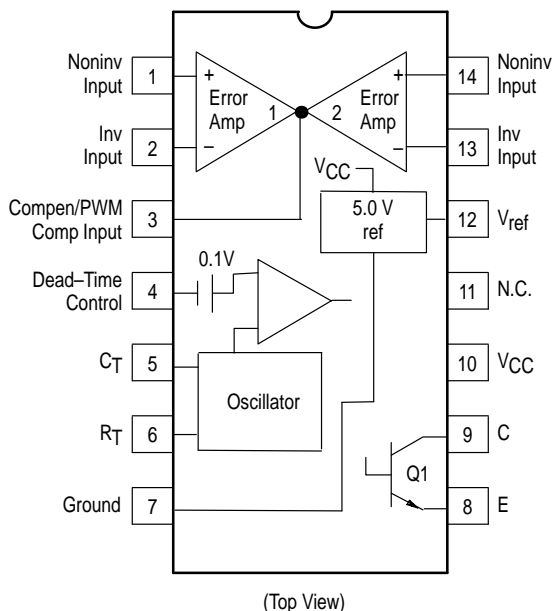 Noninv
Input
1
+
Error
Amp
1
2
+
Error
Amp
14
Noninv
Input
2
Inv
Input
–
–
13
Inv
Input
Compen/PWM
Comp Input
3
VCC
5.0 V
ref
12
Vref
Dead–Time
Control
4
0.1V
11
N.C.
CT
5
Oscillator
10
VCC
RT
6
Q1
9
C
Ground
7
8
E
(Top View)